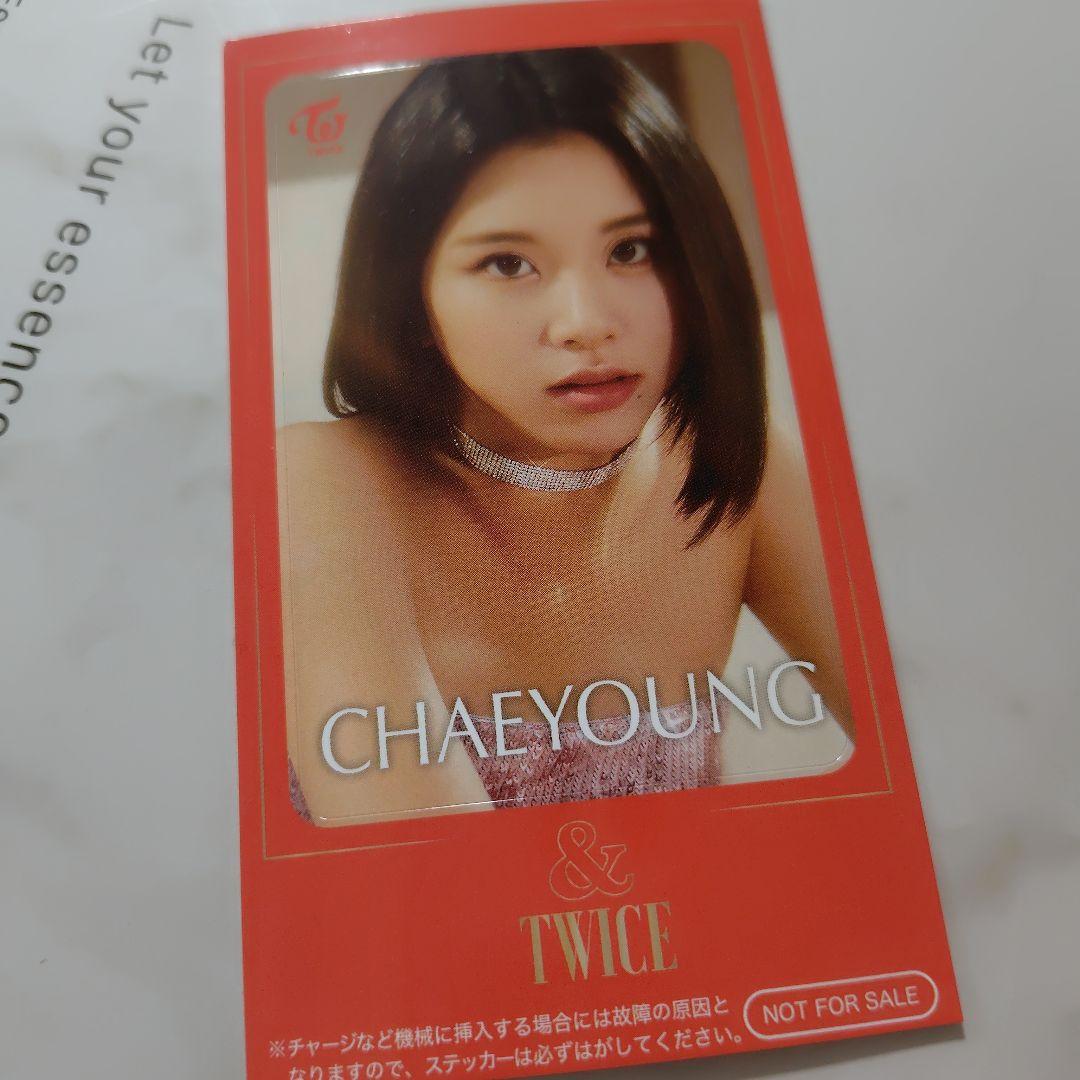 Let your essence
TWICE
CHAEYOUNG
&
TWICE
NOT FOR SALE
※チャージなど機械に挿入する場合には故障の原因と
なりますので、ステッカーは必ずはがしてください。